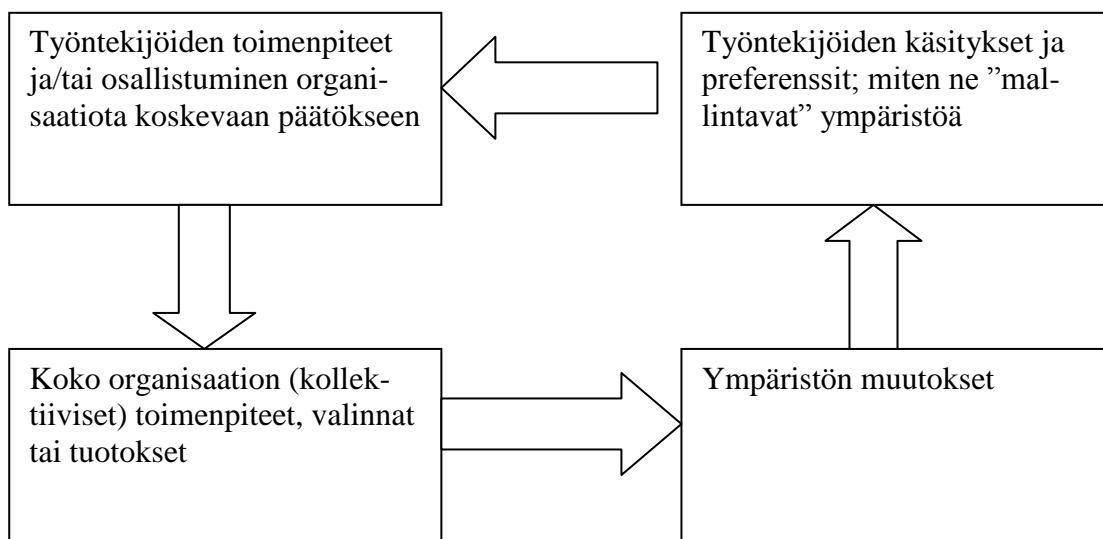 Työntekijöiden toimenpiteet
ja/tai osallistuminen organi-
saatiota koskevaan päätökseen
Työntekijöiden käsitykset ja
preferenssit; miten ne ”mal-
lintavat” ympäristöä
Koko organisaation (kollek-
tiiviset) toimenpiteet, valinnat
tai tuotokset
Ympäristön muutokset